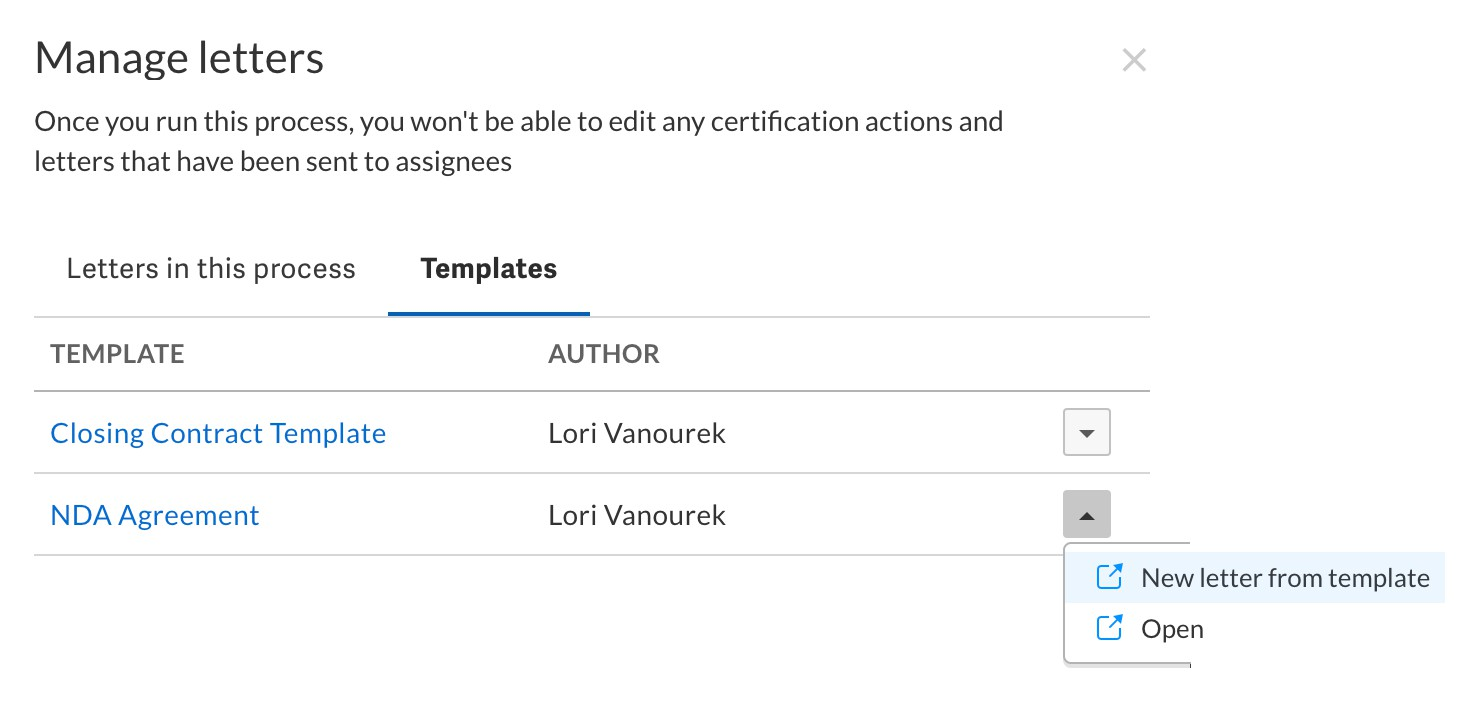 Manage letters
Once you run this process, you won't be able to edit any certification actions and
letters that have been sent to assignees
Letters in this process Templates
TEMPLATE AUTHOR
Closing Contract Template Lori Vanourek
NDA Agreement Lori Vanourek
New letter from template
Open